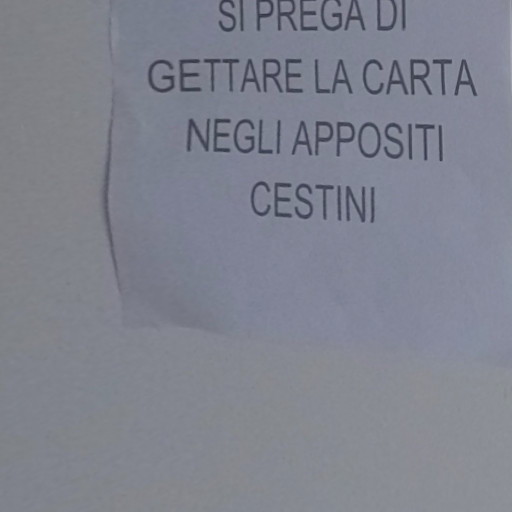 SI PREGA DI
GETTARE LA CARTA
NEGLI APPOSITI
CESTINI